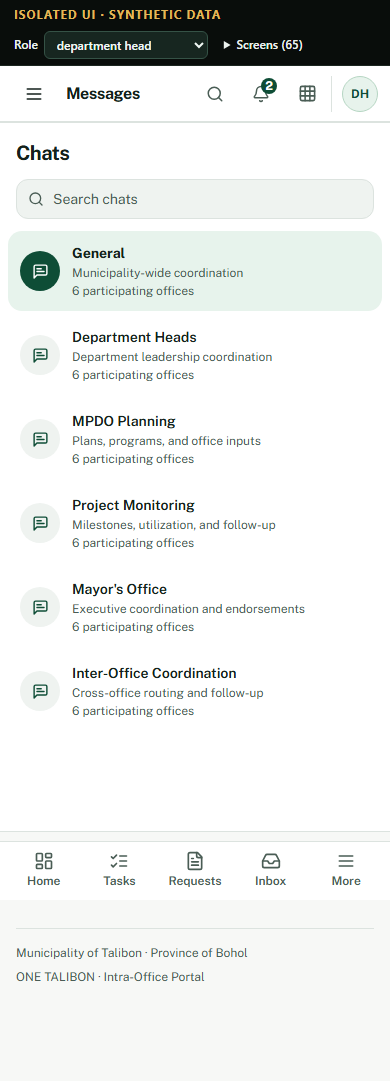 ISOLATED UI · SYNTHETIC DATA
Role department head ▶ Screens (65)
Messages 2 DH
Chats
Search chats
General
Municipality-wide coordination
6 participating offices
Department Heads
Department leadership coordination
6 participating offices
MPDO Planning
Plans, programs, and office inputs
6 participating offices
Project Monitoring
Milestones, utilization, and follow-up
6 participating offices
Mayor's Office
Executive coordination and endorsements
6 participating offices
Inter-Office Coordination
Cross-office routing and follow-up
6 participating offices
Home Tasks Requests Inbox More
Municipality of Talibon · Province of Bohol
ONE TALIBON · Intra-Office Portal